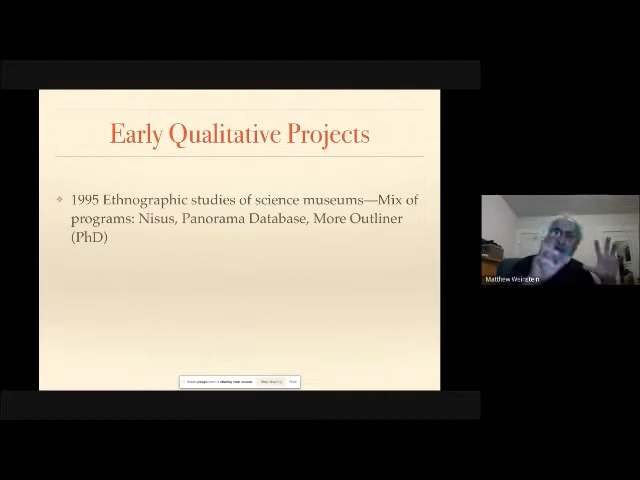 Early Qualitative Projects
1995 Ethnographic studies of science museums—Mix of
programs: Nisus, Panorama Database, More Outliner
(PhD)
Matthew Weinstein